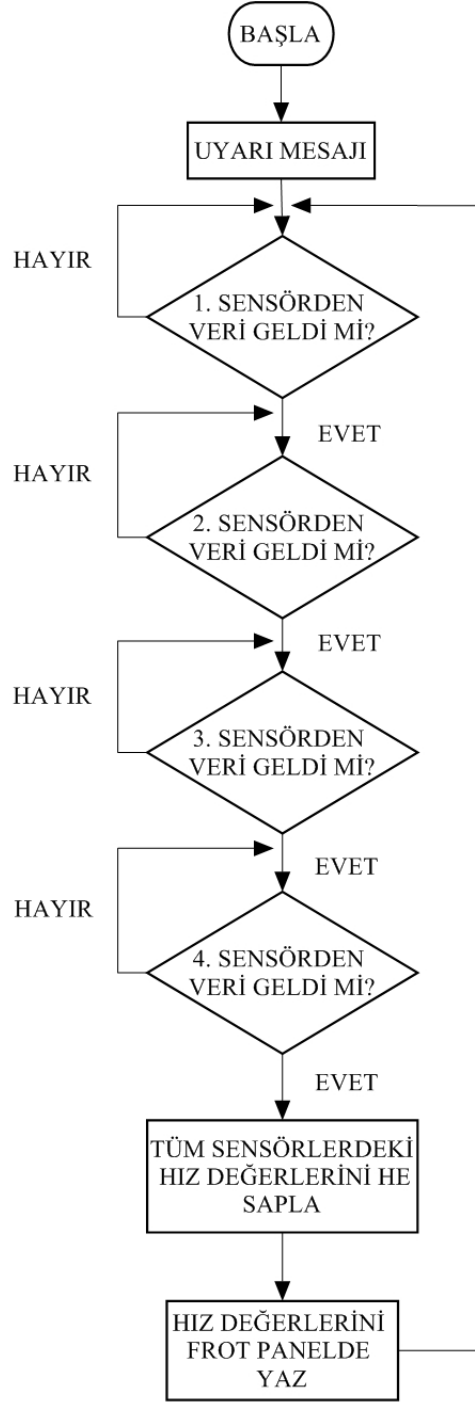 BAŞLA
UYARI MESAJI
HAYIR
1. SENSÖRDEN
VERİ GELDİ Mİ?
EVET
HAYIR
2. SENSÖRDEN
VERİ GELDİ Mİ?
EVET
HAYIR
3. SENSÖRDEN
VERİ GELDİ Mİ?
EVET
HAYIR
4. SENSÖRDEN
VERİ GELDİ Mİ?
EVET
TÜM SENSÖRLERDEKİ
HIZ DEĞERLERİNİ HE
SAPLA
HIZ DEĞERLERİNİ
FROT PANELDE
YAZ